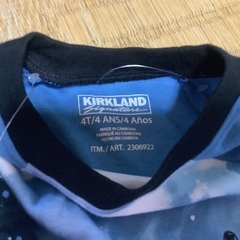 KIRKLAND
Signature
4T/4 ANS/4 Años
MADE IN CAMBODIA
FABRIQUÉ AU CAMBODGE
HECHO EN CAMBOYA
ITM./ ART. 2306922